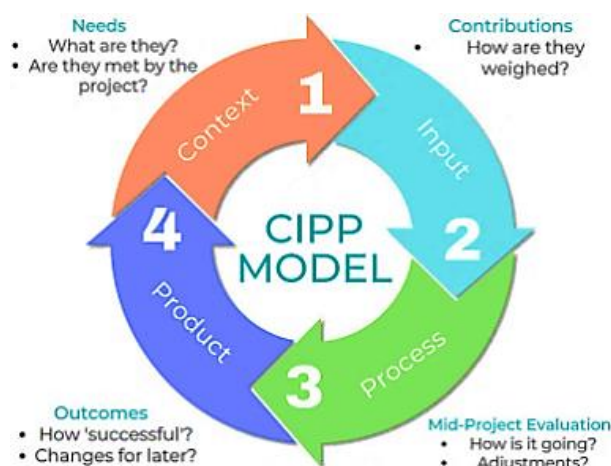 Needs
• What are they?
• Are they met by the
project?
Contributions
• How are they
weighed?
1
Context
Input
2
CIPP
MODEL
4
Product
3
Process
Outcomes
• How 'successful'?
• Changes for later?
Mid-Project Evaluation
• How is it going?
• Adjustments?